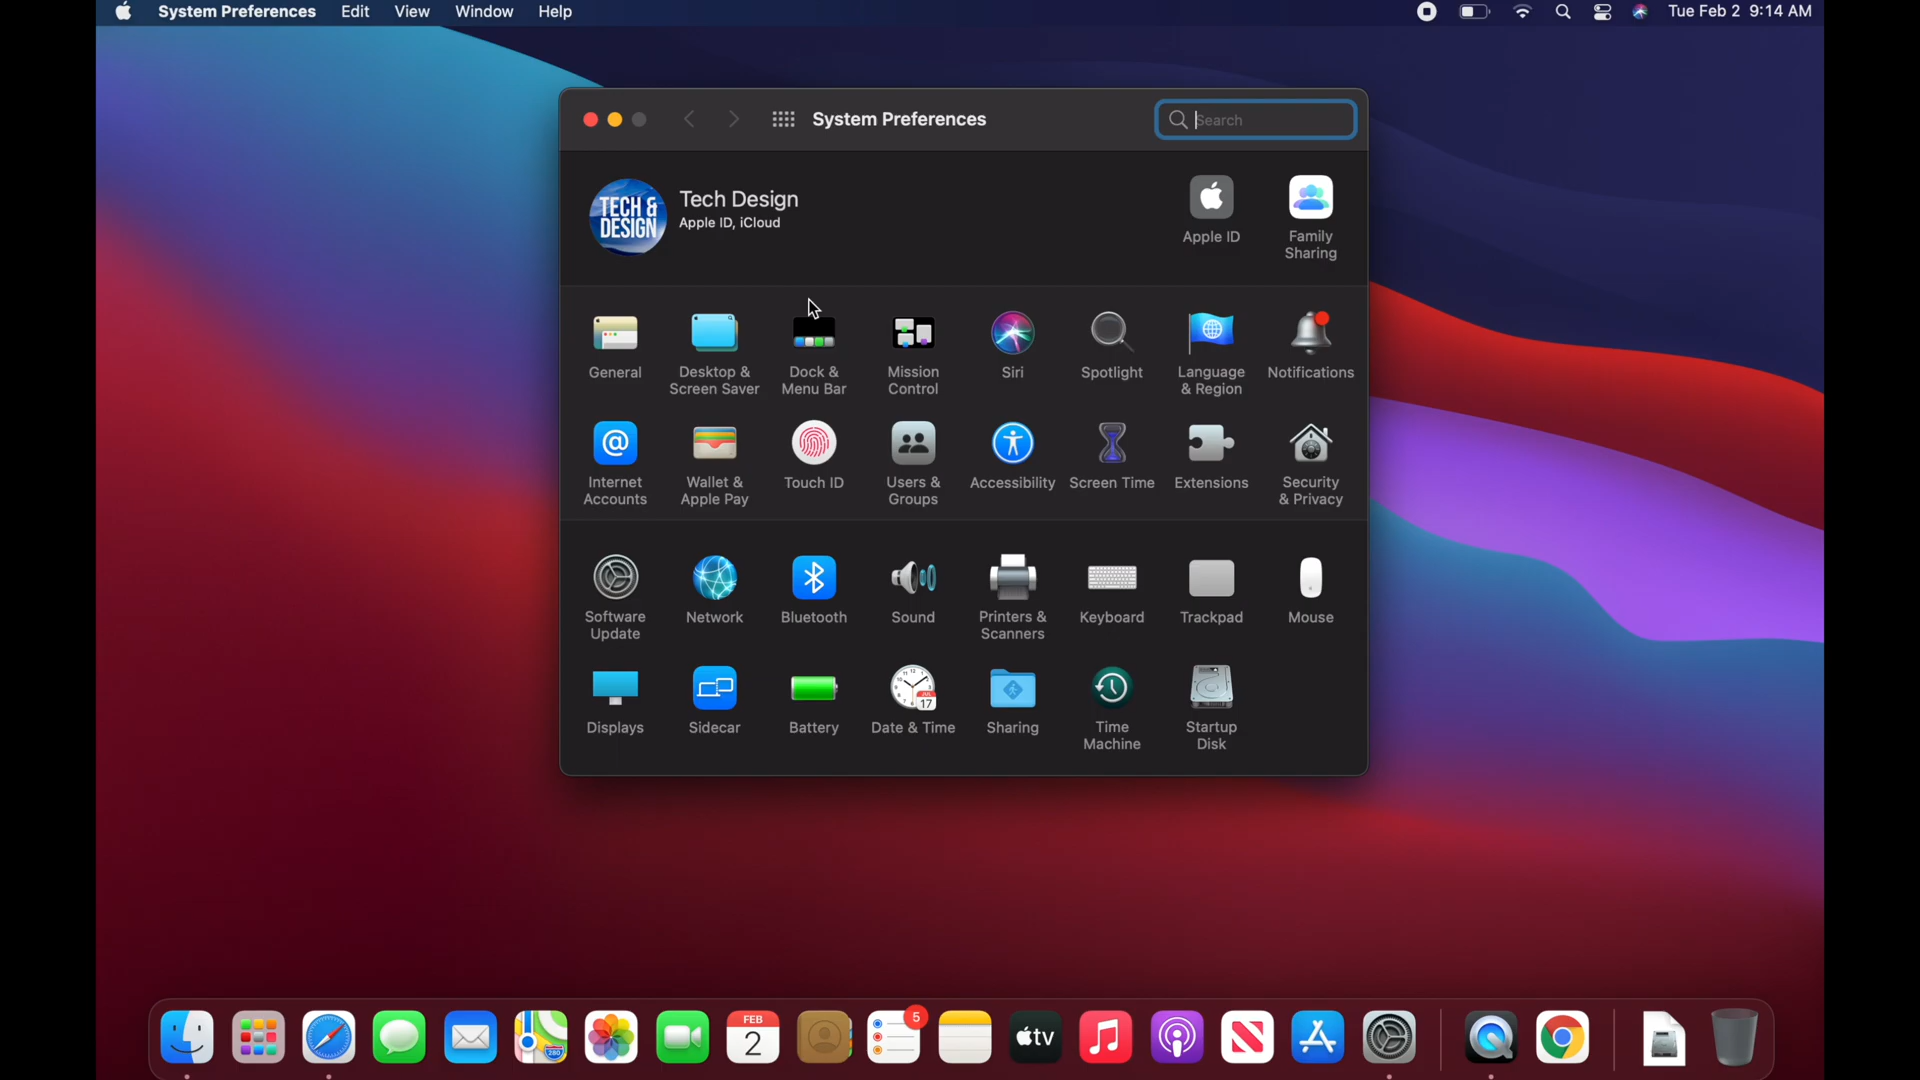 System Preferences Edit View Window Help Tue Feb 2 9:14 AM
System Preferences
Search
TECH &
DESIGN
Tech Design
Apple ID, iCloud
Apple ID
Family
Sharing
General
Desktop &
Screen Saver
Dock &
Menu Bar
Mission
Control
Siri
Spotlight
Language
& Region
Notifications
Internet
Accounts
Wallet &
Apple Pay
Touch ID
Users &
Groups
Accessibility
Screen Time
Extensions
Security
& Privacy
Software
Update
Network
Bluetooth
Sound
Printers &
Scanners
Keyboard
Trackpad
Mouse
Displays
Sidecar
Battery
Date & Time
Sharing
Time
Machine
Startup
Disk
FEB
2
5
tv